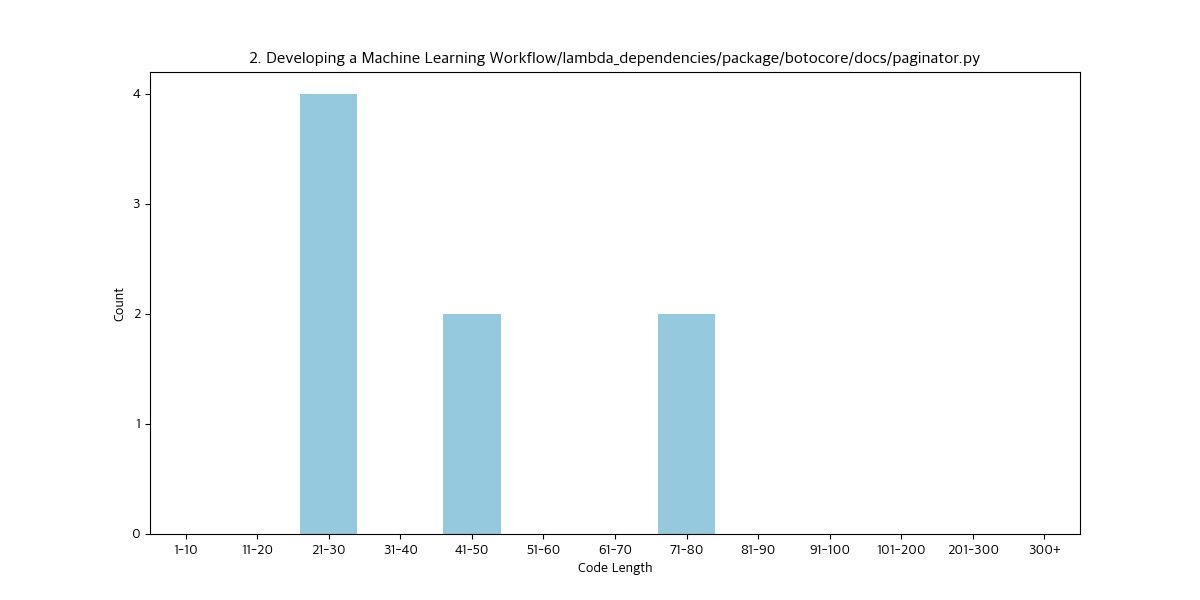 2. Developing a Machine Learning Workflow/lambda_dependencies/package/botocore/docs/paginator.py
4
3
2
1
0
Count
1-10 11-20 21-30 31-40 41-50 51-60 61-70 71-80 81-90 91-100 101-200 201-300 300+
Code Length